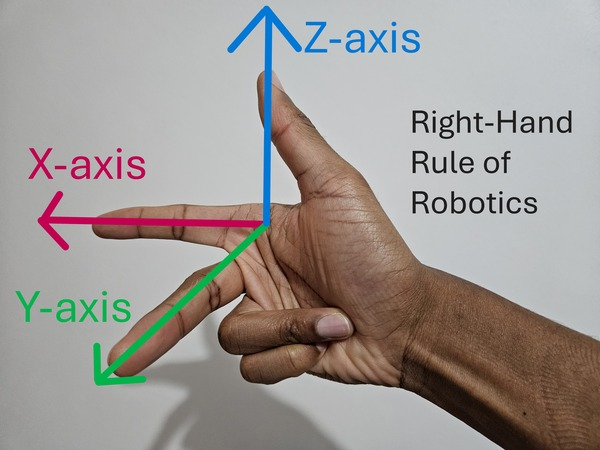 Z-axis
X-axis
Right-Hand
Rule of
Robotics
Y-axis